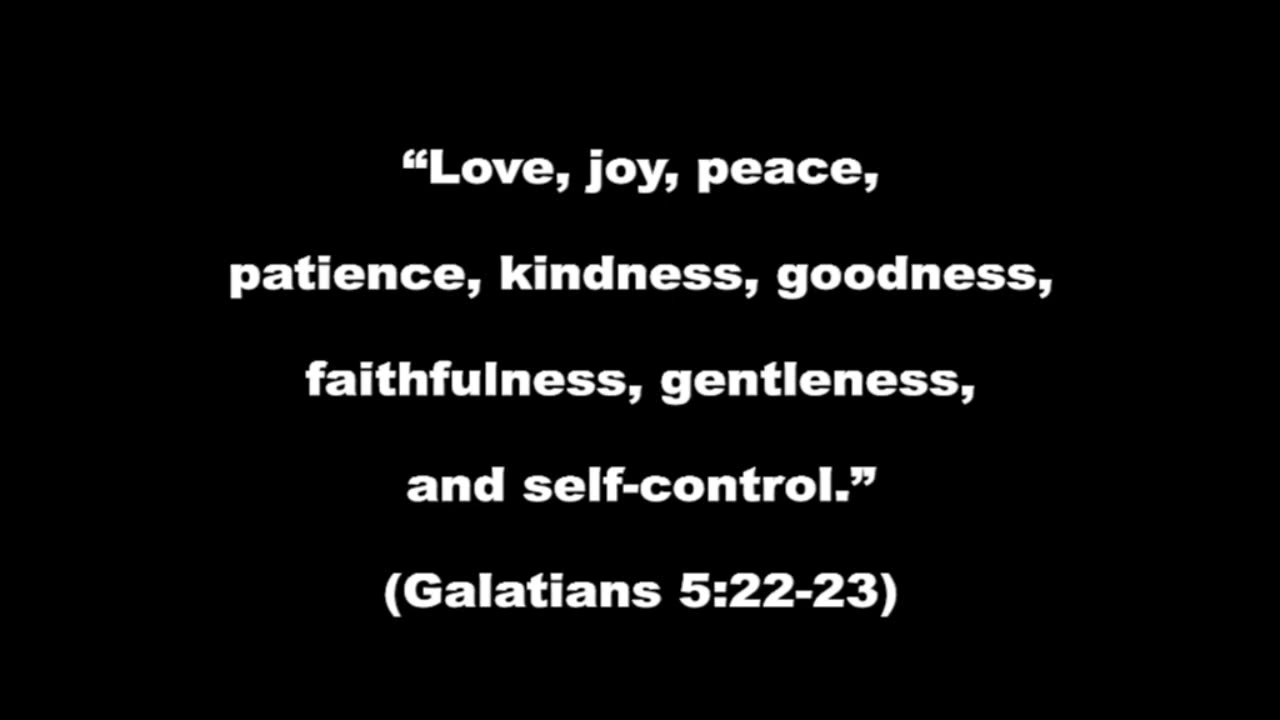 “Love, joy, peace,
patience, kindness, goodness,
faithfulness, gentleness,
and self-control.”
(Galatians 5:22-23)